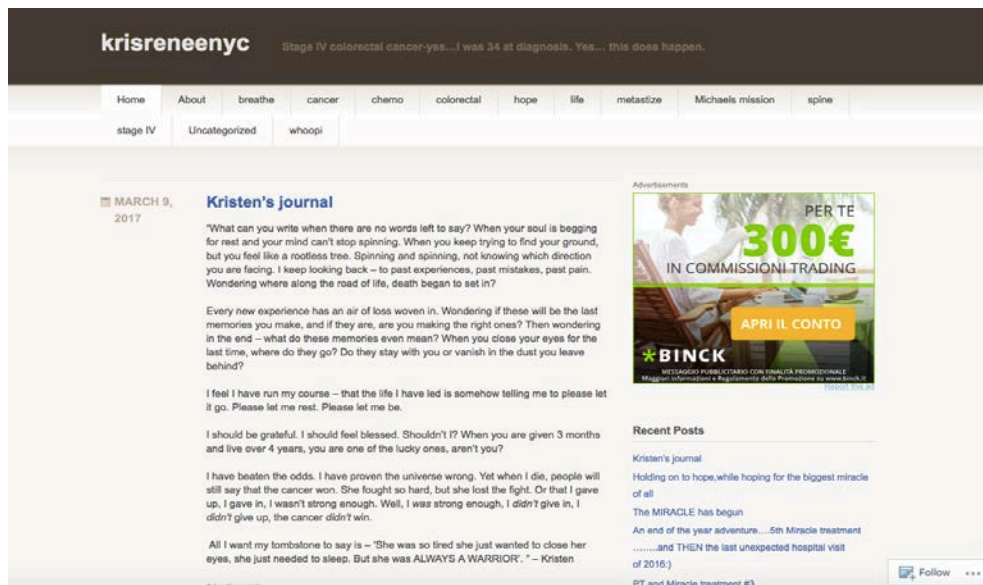 krisreneenyc
Stage IV colorectal cancer-yes...I was 34 at diagnosis. Yes... this does happen.
Home About breathe cancer chemo colorectal hope life metastize Michaels mission spine
stage IV Uncategorized whoopi
MARCH 9,
2017
Kristen's journal
"What can you write when there are no words left to say? When your soul is begging
for rest and your mind can't stop spinning. When you keep trying to find your ground,
but you feel like a rootless tree. Spinning and spinning, not knowing which direction
you are facing. I keep looking back – to past experiences, past mistakes, past pain.
Wondering where along the road of life, death began to set in?
Every new experience has an air of loss woven in. Wondering if these will be the last
memories you make, and if they are, are you making the right ones? Then wondering
in the end – what do these memories even mean? When you close your eyes for the
last time, where do they go? Do they stay with you or vanish in the dust you leave
behind?
I feel I have run my course – that the life I have led is somehow telling me to please let
it go. Please let me rest. Please let me be.
I should be grateful. I should feel blessed. Shouldn't I? When you are given 3 months
and live over 4 years, you are one of the lucky ones, aren't you?
I have beaten the odds. I have proven the universe wrong. Yet when I die, people will
still say that the cancer won. She fought so hard, but she lost the fight. Or that I gave
up, I gave in, I wasn't strong enough. Well, I was strong enough, I didn't give in, I
didn't give up, the cancer didn't win.
All I want my tombstone to say is – 'She was so tired she just wanted to close her
eyes, she just needed to sleep. But she was ALWAYS A WARRIOR'. " – Kristen
Advertisements
PER TE
300€
IN COMMISSIONI TRADING
APRI IL CONTO
BINCK
MESSAGGIO PUBBLICITARIO CON FINALITÀ PROMOZIONALE
Maggiori informazioni e Regolamento della Promozione su www.binck.it
Report this ad
Recent Posts
Kristen's journal
Holding on to hope,while hoping for the biggest miracle
of all
The MIRACLE has begun
An end of the year adventure....5th Miracle treatment
........and THEN the last unexpected hospital visit
of 2016:)
PT and Miracle treatment #3
Follow